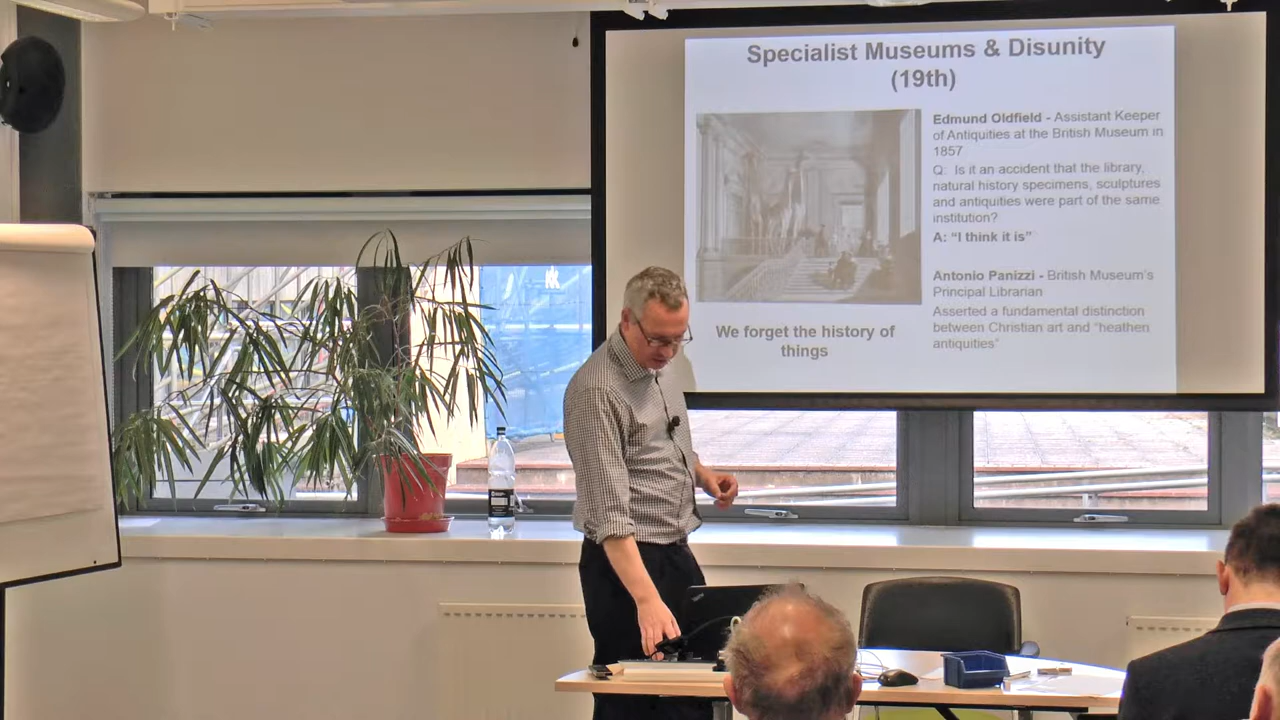 Specialist Museums & Disunity
(19th)
Edmund Oldfield - Assistant Keeper
of Antiquities at the British Museum in
1857
Q: Is it an accident that the library,
natural history specimens, sculptures
and antiquities were part of the same
institution?
A: “I think it is”
Antonio Panizzi - British Museum's
Principal Librarian
Asserted a fundamental distinction
between Christian art and “heathen
antiquities”
We forget the history of
things